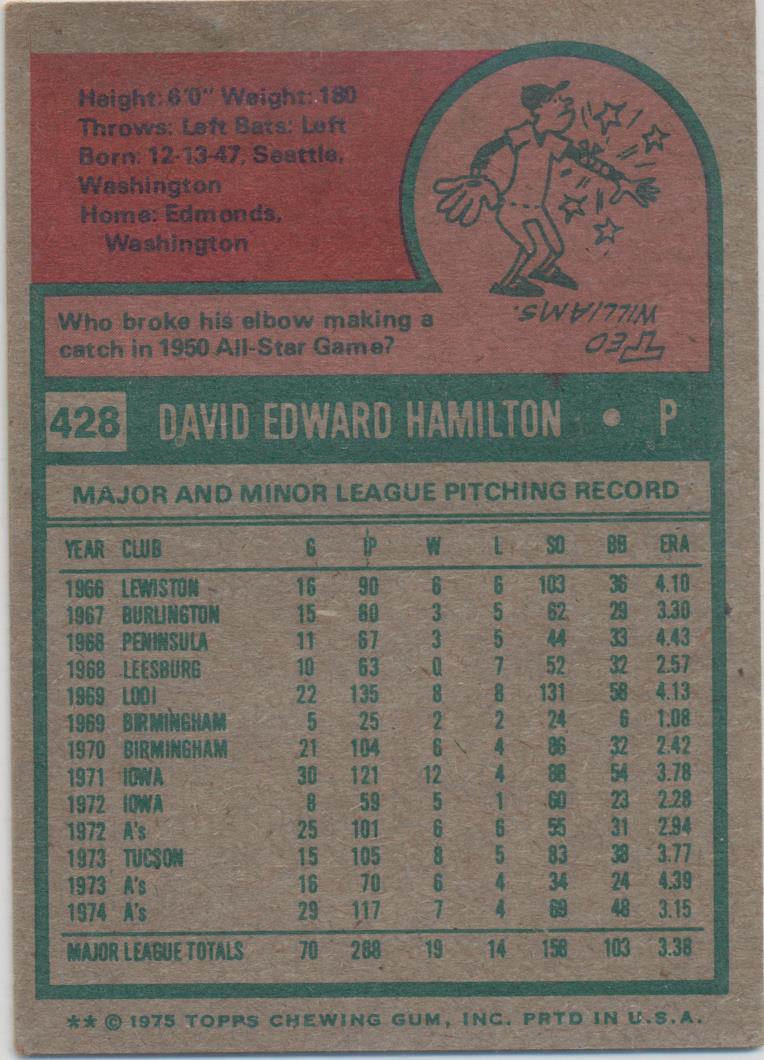 Height: 6'0" Weight: 180
Throws: Left Bats: Left
Born: 12-13-47, Seattle,
Washington
Home: Edmonds,
Washington
Who broke his elbow making a
catch in 1950 All-Star Game?
TED
WILLIAMS.
428 DAVID EDWARD HAMILTON • P
MAJOR AND MINOR LEAGUE PITCHING RECORD
YEAR CLUB G IP W L SO BB ERA
1966 LEWISTON 16 90 6 6 103 36 4.10
1967 BURLINGTON 15 60 3 5 62 29 3.30
1968 PENINSULA 11 67 3 5 44 33 4.43
1968 LEESBURG 10 63 0 7 52 32 2.57
1969 LODI 22 135 8 8 131 58 4.13
1969 BIRMINGHAM 5 25 2 2 24 6 1.08
1970 BIRMINGHAM 21 104 6 4 86 32 2.42
1971 IOWA 30 121 12 4 88 54 3.78
1972 IOWA 8 59 5 1 60 23 2.28
1972 A's 25 101 6 6 55 31 2.94
1973 TUCSON 15 105 8 5 83 38 3.77
1973 A's 16 70 6 4 34 24 4.39
1974 A's 29 117 7 4 69 48 3.15
MAJOR LEAGUE TOTALS 70 288 19 14 158 103 3.38
** © 1975 TOPPS CHEWING GUM, INC. PRTD IN U.S.A.